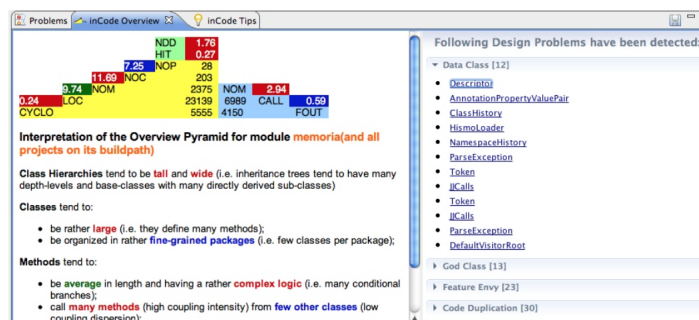 Problems inCode Overview inCode Tips
NDD 1.76
HIT 0.27
7.25 NOP 28
11.69 NOC 203
9.74 NOM 2375 NOM 2.94
0.24 LOC 23139 6989 CALL 0.59
CYCLO 5555 4150 FOUT
Interpretation of the Overview Pyramid for module memoria(and all
projects on its buildpath)
Class Hierarchies tend to be tall and wide (i.e. inheritance trees tend to have many
depth-levels and base-classes with many directly derived sub-classes)
Classes tend to:
• be rather large (i.e. they define many methods);
• be organized in rather fine-grained packages (i.e. few classes per package);
Methods tend to:
• be average in length and having a rather complex logic (i.e. many conditional
branches);
• call many methods (high coupling intensity) from few other classes (low
coupling dispersion);
Following Design Problems have been detected:
Data Class [12]
• Descriptor
• AnnotationPropertyValuePair
• ClassHistory
• HismoLoader
• NamespaceHistory
• ParseException
• Token
• JJCalls
• Token
• JJCalls
• ParseException
• DefaultVisitorRoot
God Class [13]
Feature Envy [23]
Code Duplication [30]